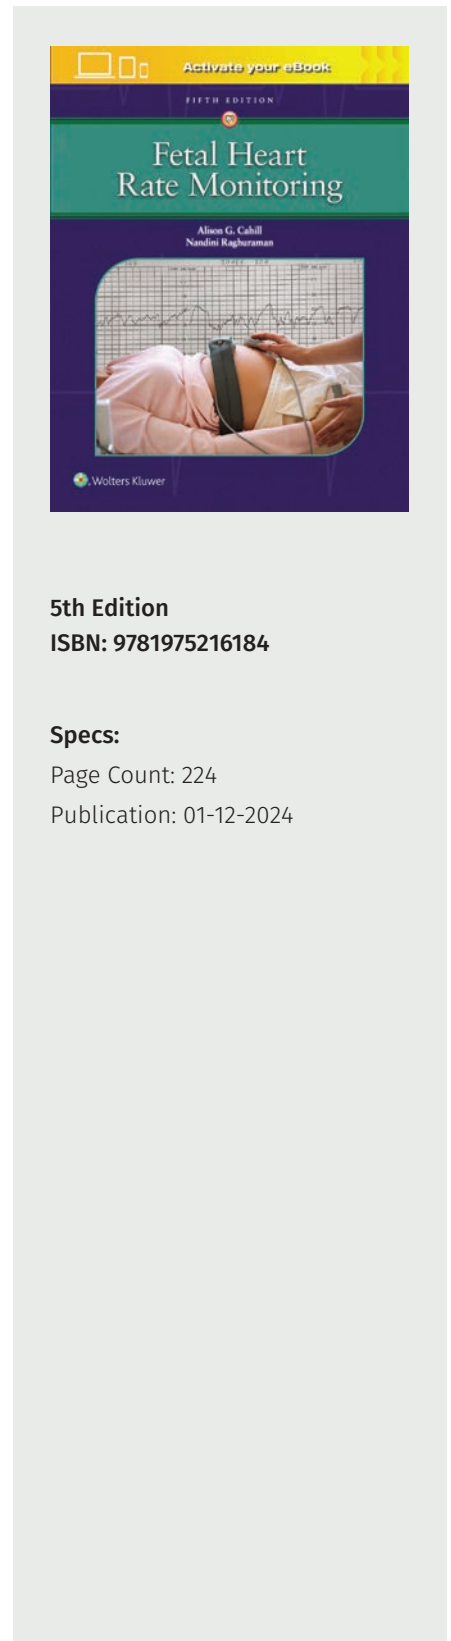 Activate your eBook
FIFTH EDITION
Fetal Heart
Rate Monitoring
Alison G. Cahill
Nandini Raghuraman
Wolters Kluwer
5th Edition
ISBN: 9781975216184
Specs:
Page Count: 224
Publication: 01-12-2024